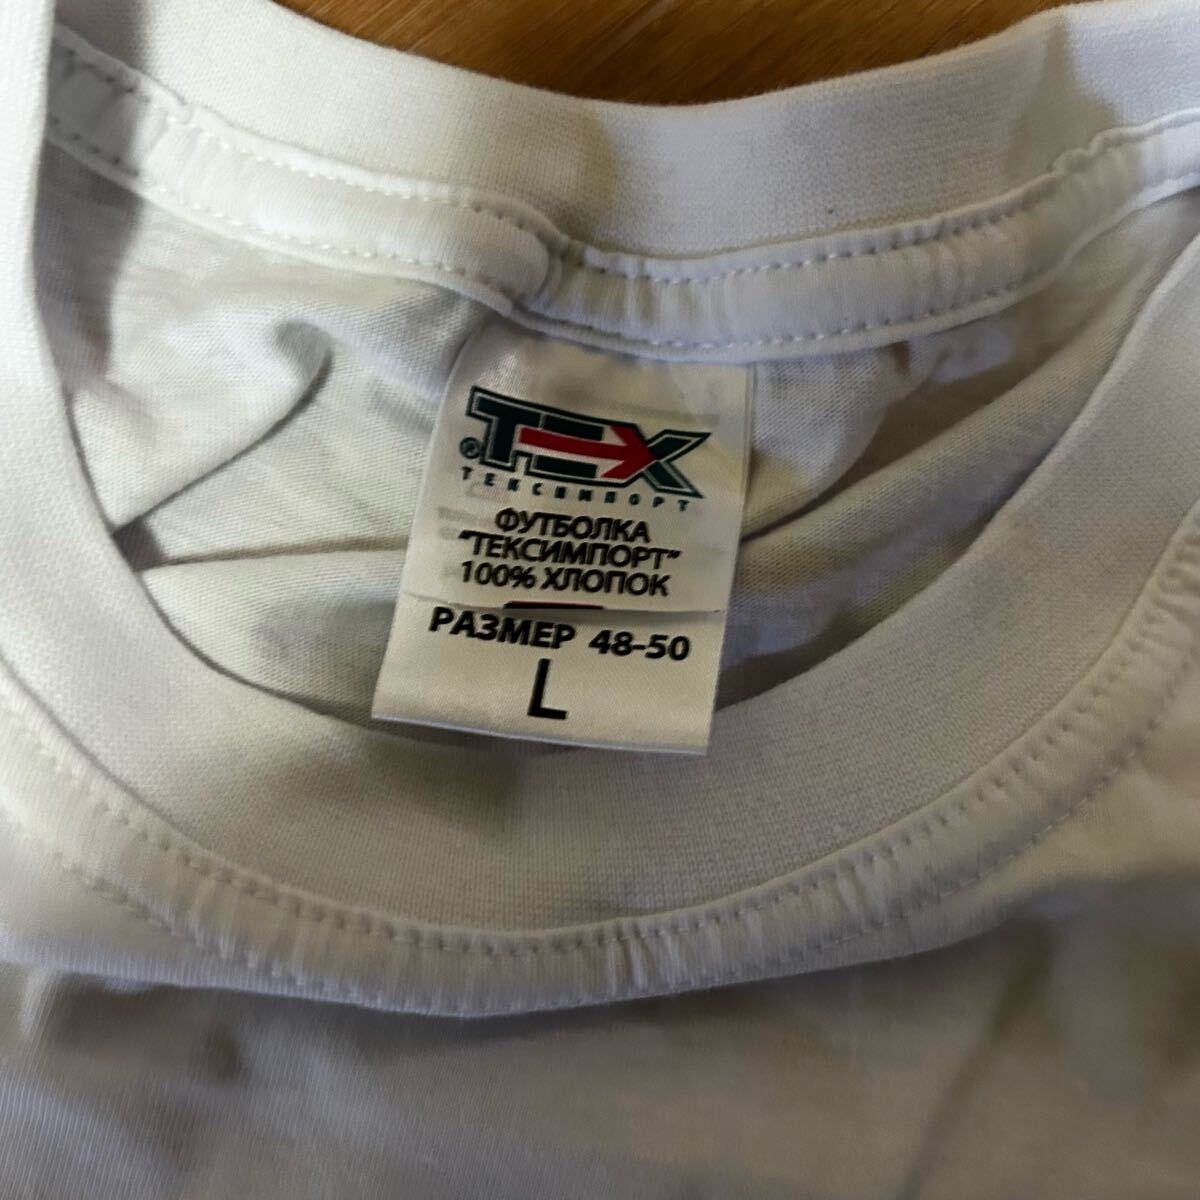 ®TEX
ТЕКСИМПОРТ
ФУТБОЛКА
"ТЕКСИМПОРТ"
100% ХЛОПОК
РАЗМЕР 48-50
L